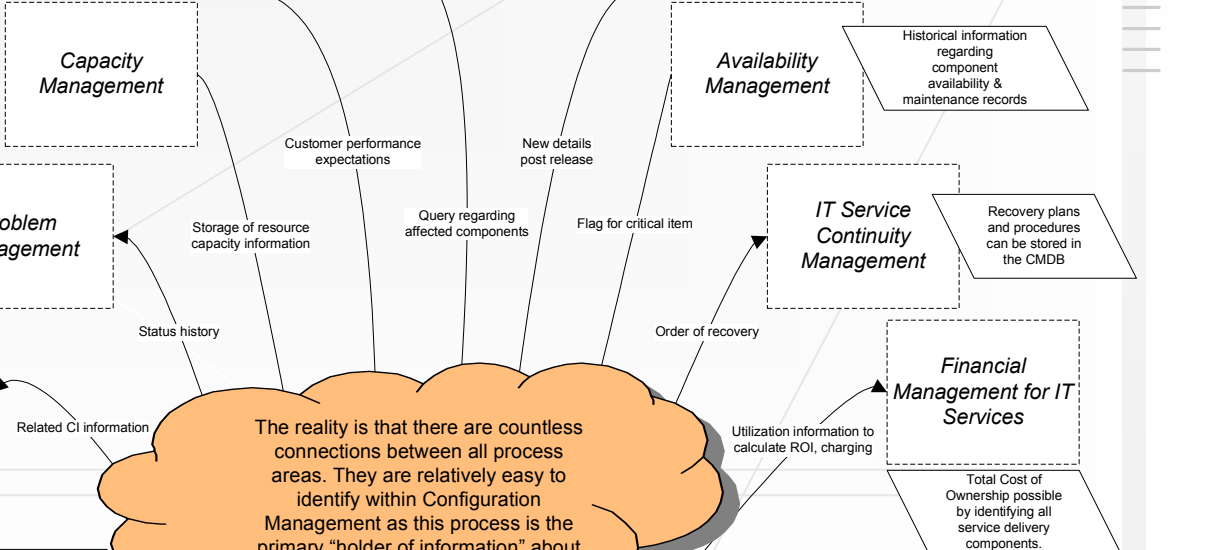 Capacity
Management
Availability
Management
Historical information
regarding
component
availability &
maintenance records
Customer performance
expectations
New details
post release
oblem
agement
Storage of resource
capacity information
Query regarding
affected components
Flag for critical item
IT Service
Continuity
Management
Recovery plans
and procedures
can be stored in
the CMDB
Status history
Order of recovery
Financial
Management for IT
Services
Related CI information
Utilization information to
calculate ROI, charging
The reality is that there are countless
connections between all process
areas. They are relatively easy to
identify within Configuration
Management as this process is the
primary “holder of information” about
Total Cost of
Ownership possible
by identifying all
service delivery
components.